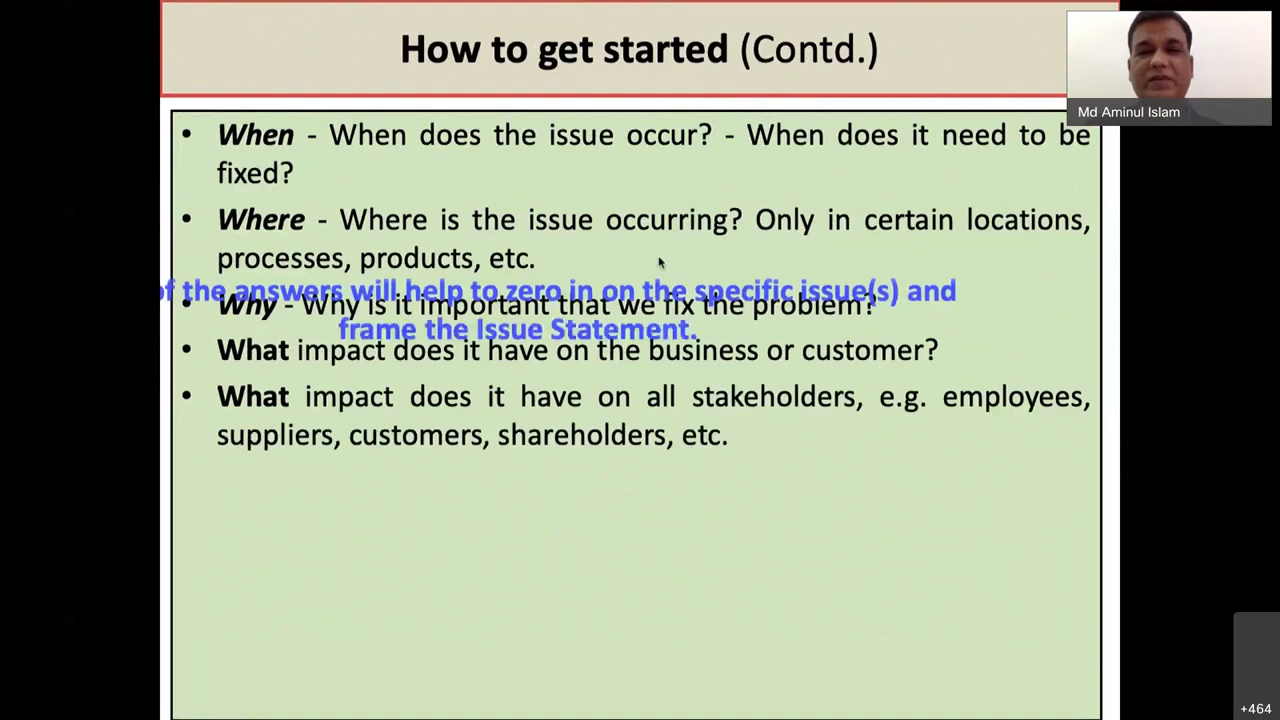 How to get started (Contd.)
Md Aminul Islam
• When - When does the issue occur? - When does it need to be
fixed?
• Where - Where is the issue occurring? Only in certain locations,
processes, products, etc.
of the answers will help to zero in on the specific issue(s) and
• Why - Why is it important that we fix the problem?
frame the Issue Statement.
• What impact does it have on the business or customer?
• What impact does it have on all stakeholders, e.g. employees,
suppliers, customers, shareholders, etc.
+464